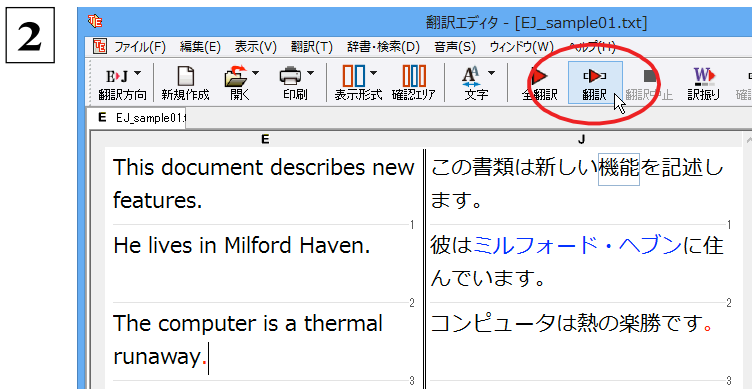 2
翻訳エディタ - [EJ_sample01.txt]
ファイル(F) 編集(E) 表示(V) 翻訳(T) 辞書・検索(D) 音声(S) ウィンドウ(W) ヘルプ(H)
E▸J
翻訳方向 新規作成 開く 印刷 表示形式 確認エリア 文字 全翻訳 翻訳 翻訳中止 訳振り 確
E EJ_sample01.t
E J
This document describes new
features.
1
この書類は新しい機能を記述し
ます。
1
He lives in Milford Haven.
2
彼はミルフォード・ヘブンに住
んでいます。
2
The computer is a thermal
runaway.
3
コンピュータは熱の楽勝です。
3